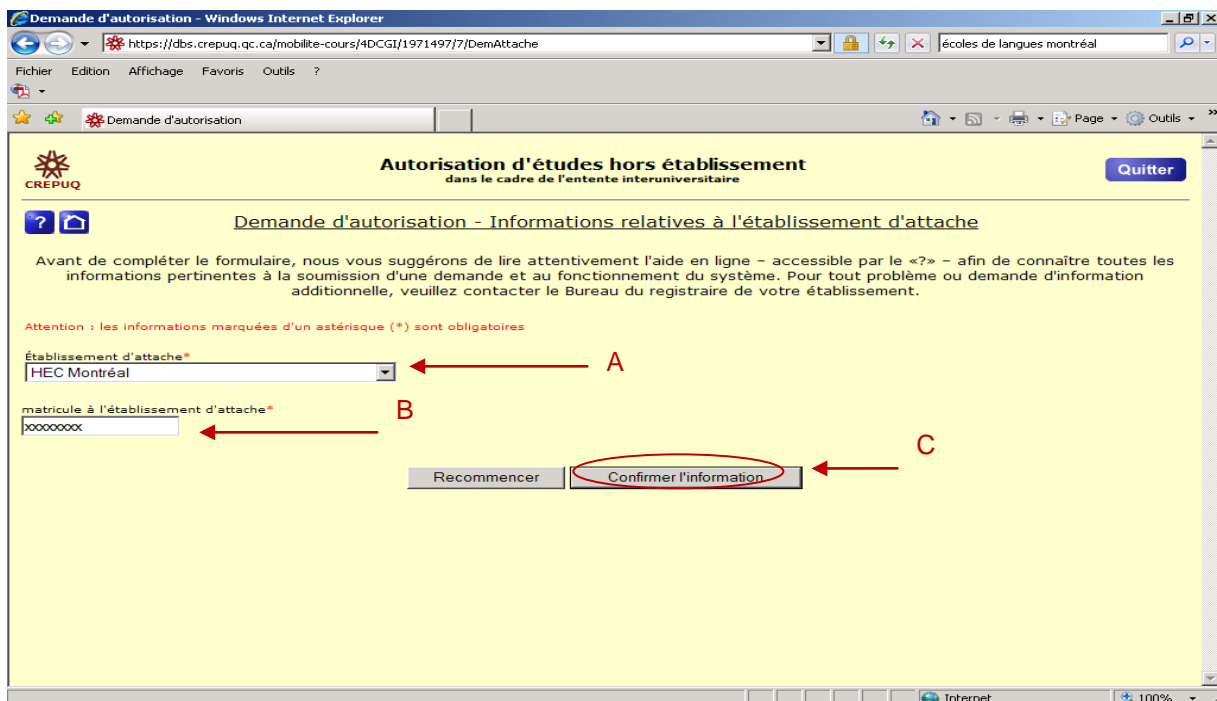 Demande d'autorisation - Windows Internet Explorer
https://dbs.crepuq.qc.ca/mobilite-cours/4DCGI/1971497/7/DemAttache
écoles de langues montréal
Fichier Edition Affichage Favoris Outils ?
Demande d'autorisation
Page
Outils
»
CREPUQ
Autorisation d'études hors établissement
dans le cadre de l'entente interuniversitaire
Quitter
?
Demande d'autorisation - Informations relatives à l'établissement d'attache
Avant de compléter le formulaire, nous vous suggérons de lire attentivement l'aide en ligne – accessible par le «?» – afin de connaître toutes les
informations pertinentes à la soumission d'une demande et au fonctionnement du système. Pour tout problème ou demande d'information
additionnelle, veuillez contacter le Bureau du registraire de votre établissement.
Attention : les informations marquées d'un astérisque (*) sont obligatoires
Établissement d'attache*
HEC Montréal
A
matricule à l'établissement d'attache*
xxxxxxxx
B
C
Recommencer
Confirmer l'information
Internet
100%